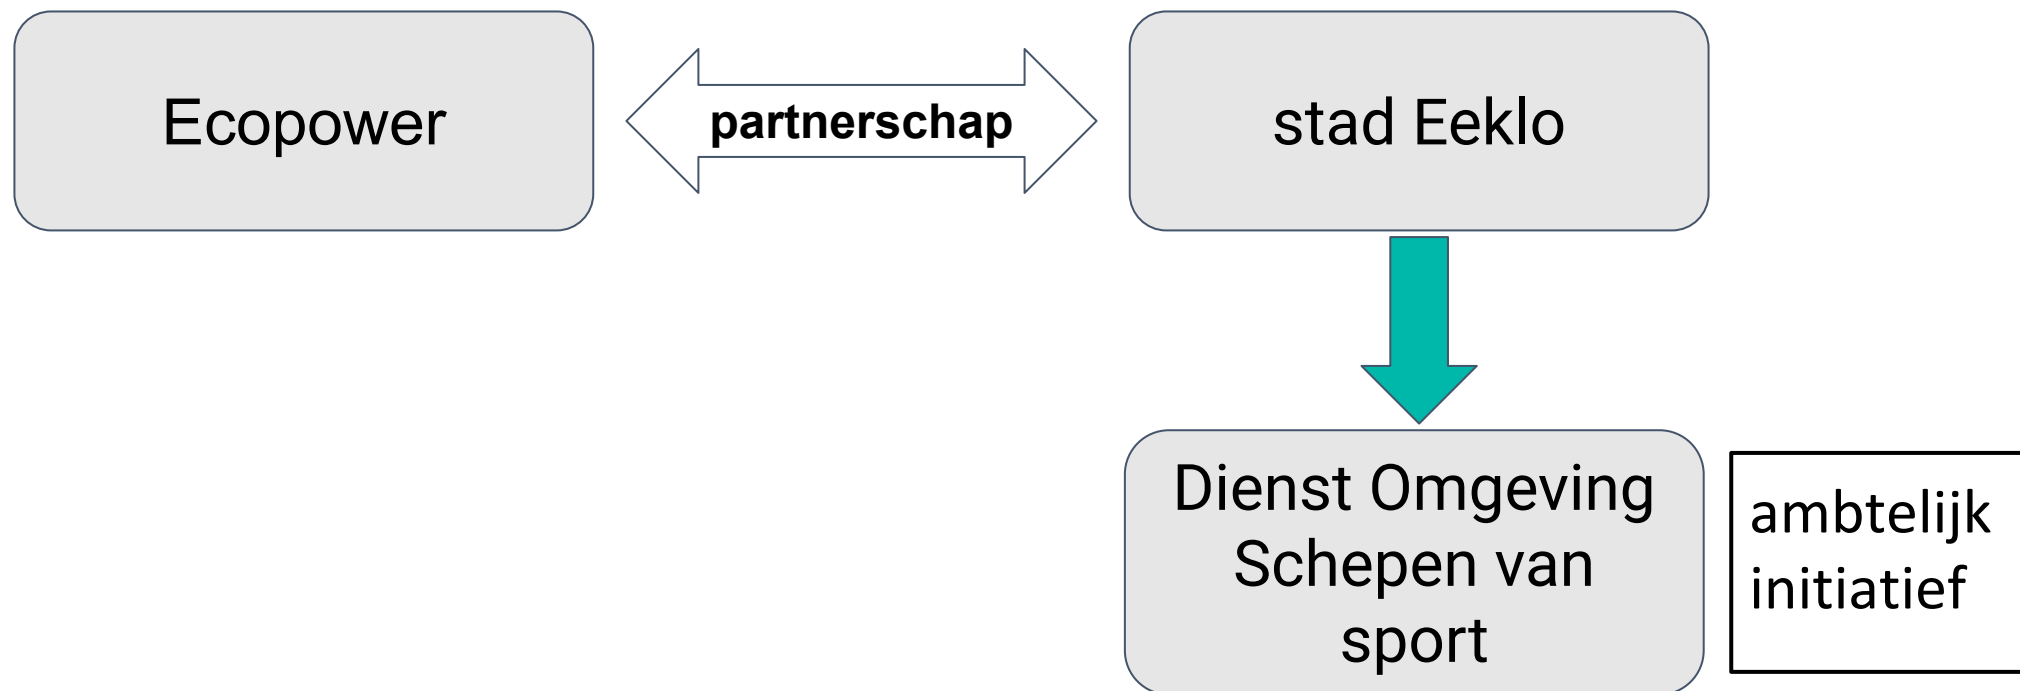 Ecopower
partnerschap
stad Eeklo
Dienst Omgeving
Schepen van
sport
ambtelijk
initiatief